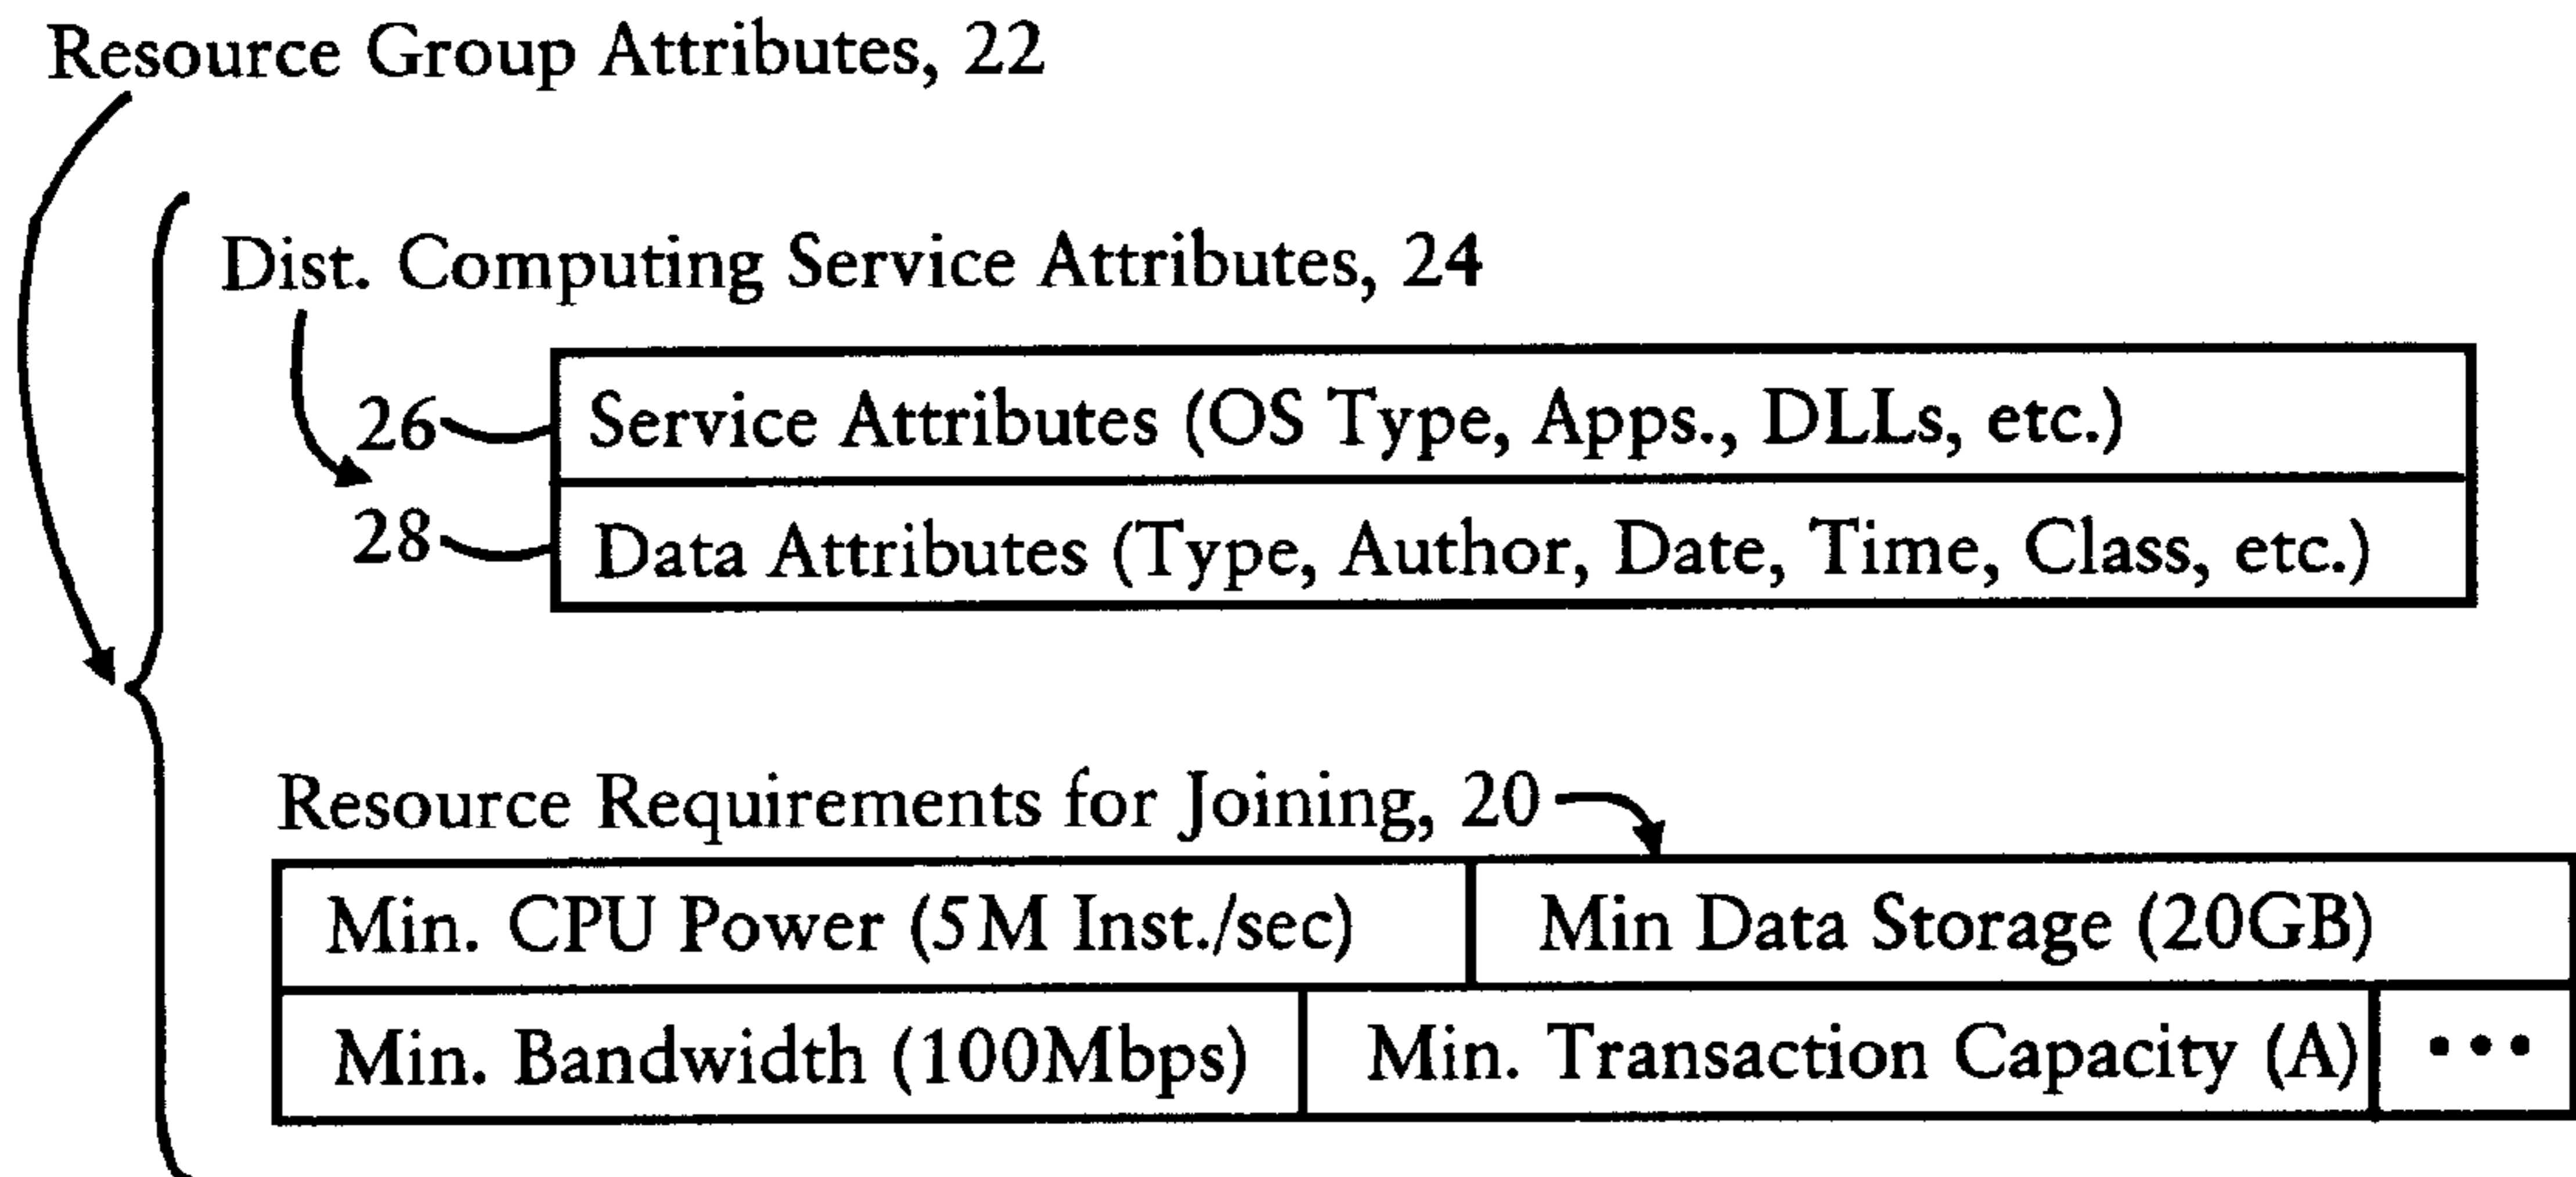 Resource Group Attributes, 22
Dist. Computing Service Attributes, 24
26 Service Attributes (OS Type, Apps., DLLs, etc.)
28 Data Attributes (Type, Author, Date, Time, Class, etc.)
Resource Requirements for Joining, 20
Min. CPU Power (5M Inst./sec) Min Data Storage (20GB)
Min. Bandwidth (100Mbps) Min. Transaction Capacity (A) •••